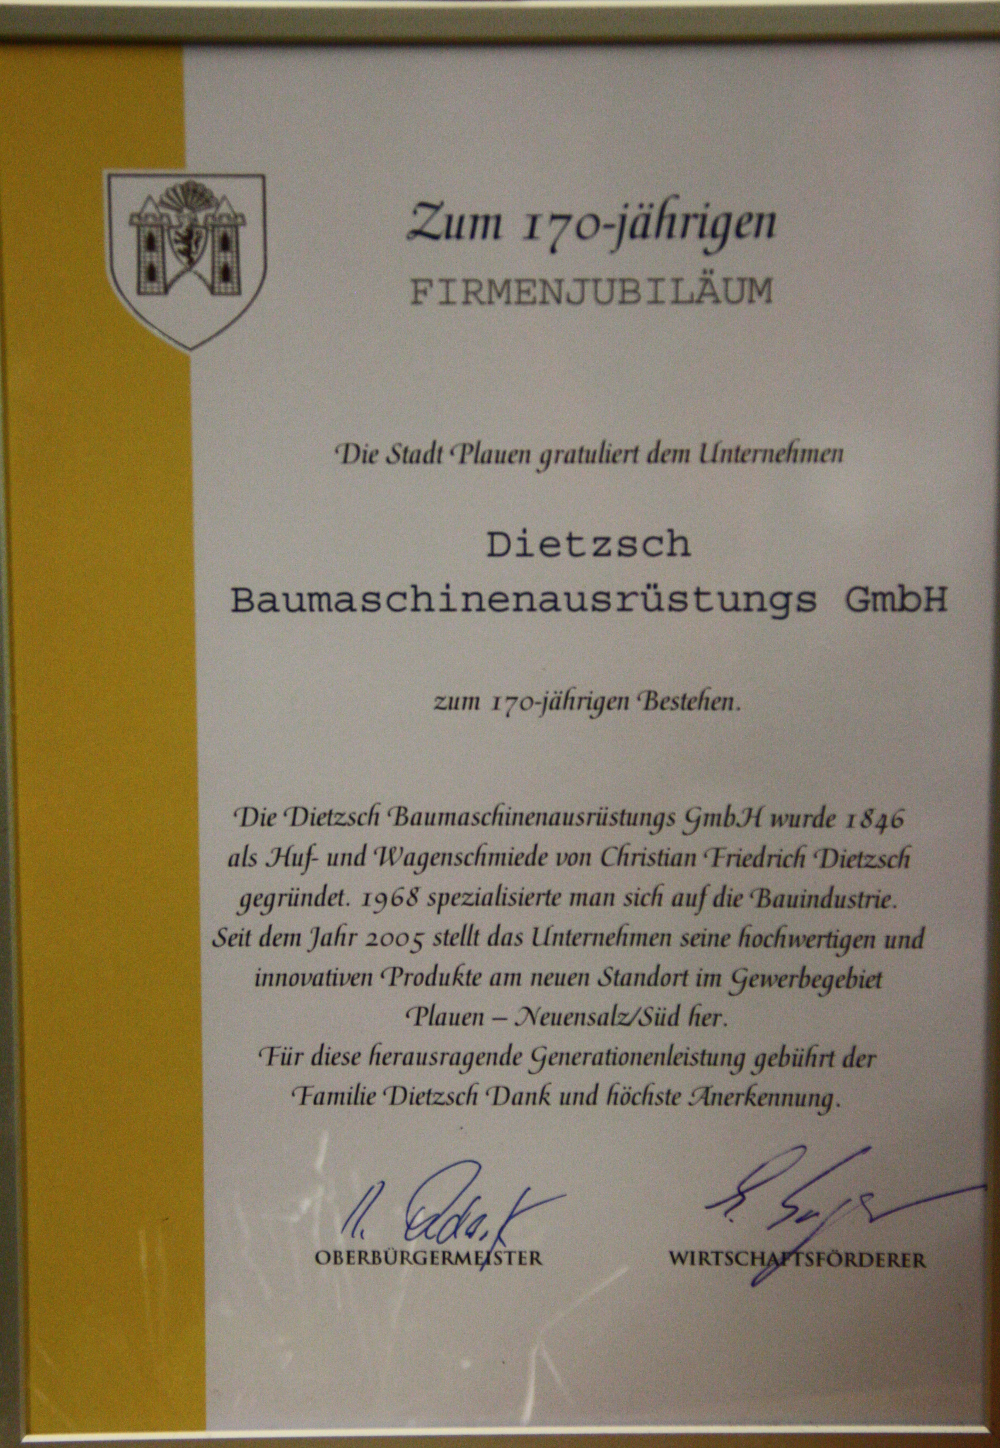 Zum 170-jährigen
FIRMENJUBILÄUM
Die Stadt Plauen gratuliert dem Unternehmen
Dietzsch
Baumaschinenausrüstungs GmbH
zum 170-jährigen Bestehen.
Die Dietzsch Baumaschinenausrüstungs GmbH wurde 1846
als Huf- und Wagenschmiede von Christian Friedrich Dietzsch
gegründet. 1968 spezialisierte man sich auf die Bauindustrie.
Seit dem Jahr 2005 stellt das Unternehmen seine hochwertigen und
innovativen Produkte am neuen Standort im Gewerbegebiet
Plauen – Neuensalz/Süd her.
Für diese herausragende Generationenleistung gebührt der
Familie Dietzsch Dank und höchste Anerkennung.
OBERBÜRGERMEISTER
WIRTSCHAFTSFÖRDERER